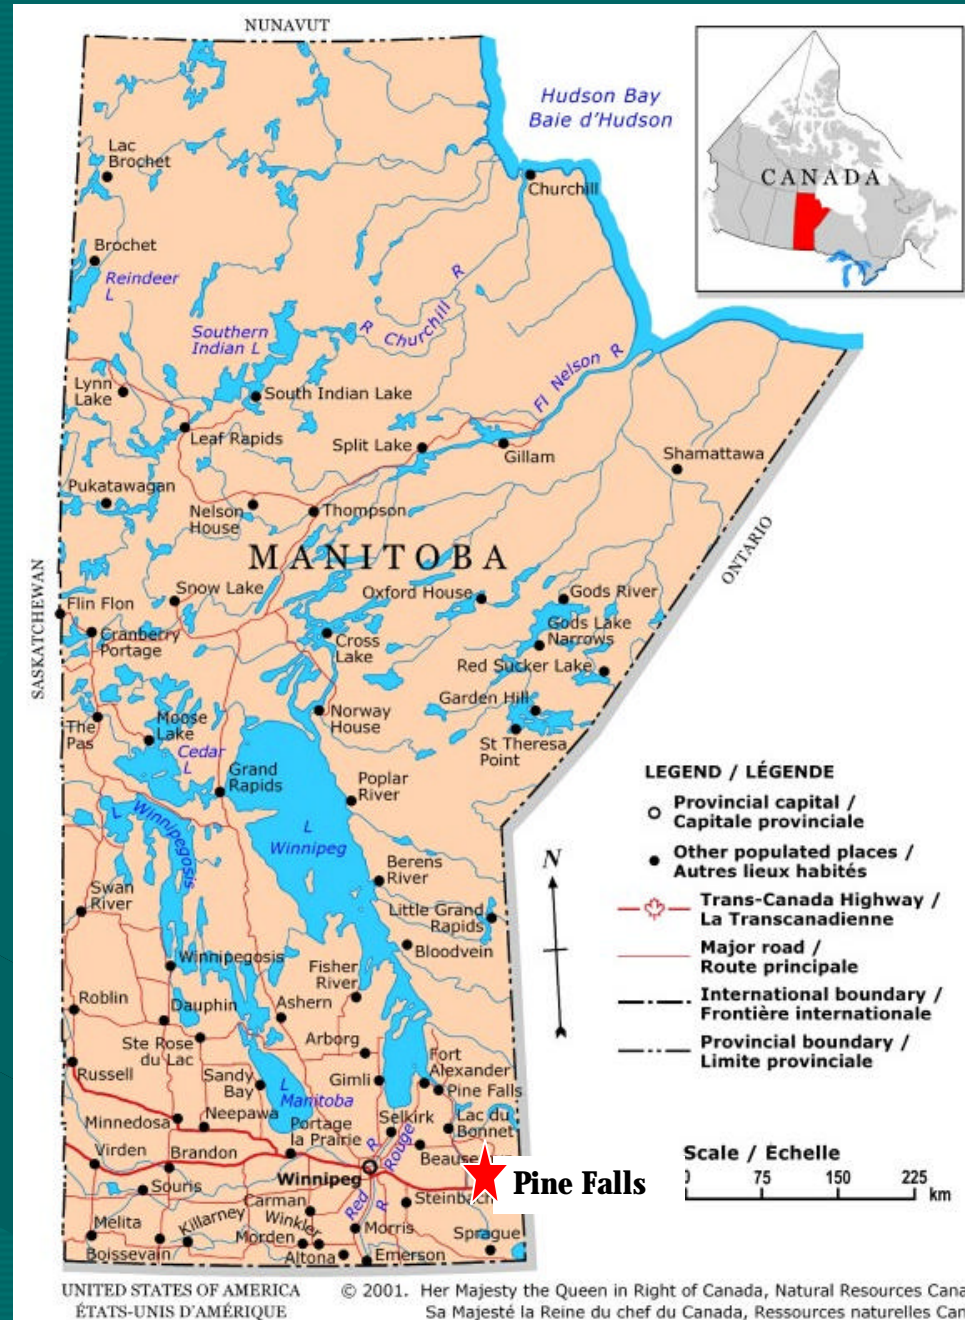 NUNAVUT
Hudson Bay
Baie d'Hudson
CANADA
Lac
Brochet
Churchill
Brochet
Reindeer
L
Southern
Indian L
R Churchill R
Fl Nelson R
Lynn
Lake
South Indian Lake
Leaf Rapids
Split Lake
Gillam
Shamattawa
Pukatawagan
Nelson
House
Thompson
MANITOBA
ONTARIO
SASKATCHEWAN
Flin Flon
Snow Lake
Oxford House
Gods River
Cranberry
Portage
Cross
Lake
Gods Lake
Narrows
Red Sucker Lake
Garden Hill
The
Pas
Moose
Lake
Norway
House
St Theresa
Point
Cedar
L
Grand
Rapids
Poplar
River
L Winnipegosis
L
Winnipeg
Berens
River
Swan
River
Little Grand
Rapids
Bloodvein
Winnipegosis
Fisher
River
Roblin
Dauphin
Ashern
Ste Rose
du Lac
Arborg
Fort
Alexander
Russell
Sandy
Bay
L
Manitoba
Gimli
Pine Falls
Minnedosa
Neepawa
Portage
la Prairie
Selkirk
Lac du
Bonnet
Virden
Brandon
Winnipeg
R Rouge
Beause
Souris
Carman
Red R
Steinbach
Melita
Killarney
Winkler
Morris
Sprague
Boissevain
Morden
Altona
Emerson
Pine Falls
LEGEND / LÉGENDE
Provincial capital /
Capitale provinciale
Other populated places /
Autres lieux habités
Trans-Canada Highway /
La Transcanadienne
Major road /
Route principale
International boundary /
Frontière internationale
Provincial boundary /
Limite provinciale
N
Scale / Échelle
0 75 150 225
km
UNITED STATES OF AMERICA
ÉTATS-UNIS D'AMÉRIQUE
© 2001. Her Majesty the Queen in Right of Canada, Natural Resources Cana
Sa Majesté la Reine du chef du Canada, Ressources naturelles Can